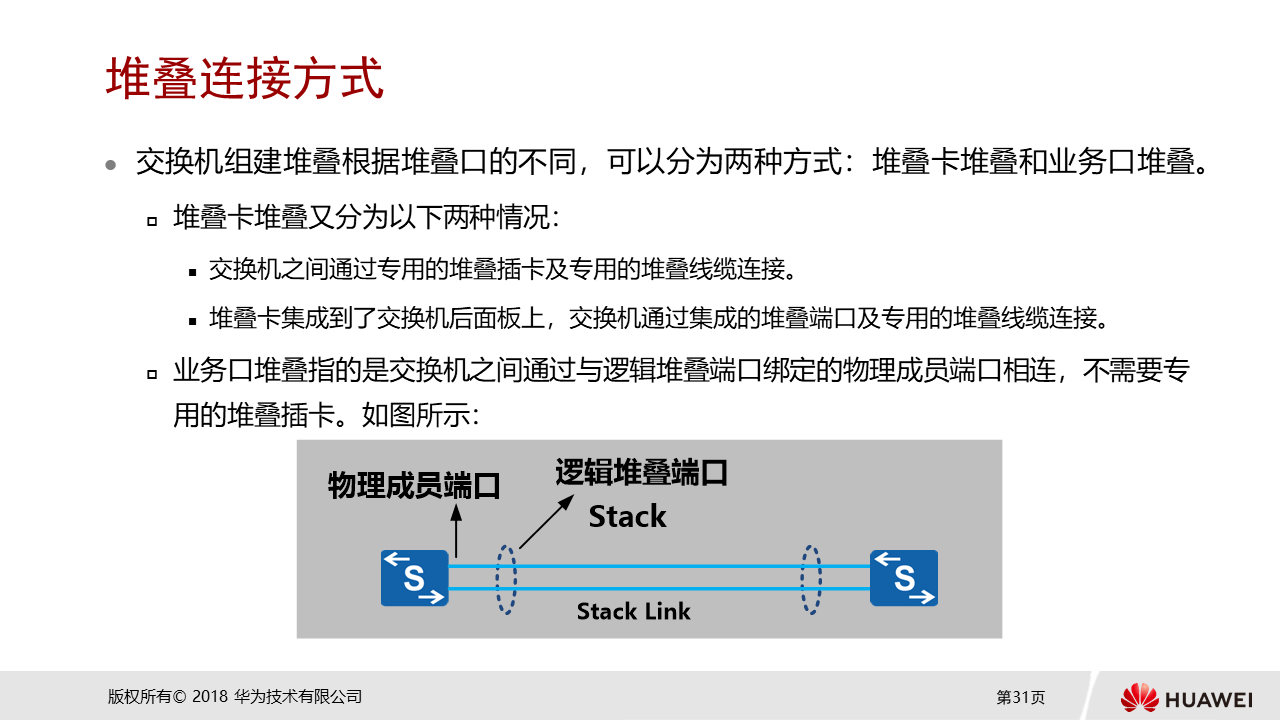 堆叠连接方式
交换机组建堆叠根据堆叠口的不同，可以分为两种方式：堆叠卡堆叠和业务口堆叠。
堆叠卡堆叠又分为以下两种情况：
交换机之间通过专用的堆叠插卡及专用的堆叠线缆连接。
堆叠卡集成到了交换机后面板上，交换机通过集成的堆叠端口及专用的堆叠线缆连接。
业务口堆叠指的是交换机之间通过与逻辑堆叠端口绑定的物理成员端口相连，不需要专
用的堆叠插卡。如图所示：
物理成员端口
逻辑堆叠端口
Stack
S
S
Stack Link
版权所有© 2018 华为技术有限公司
第31页
HUAWEI